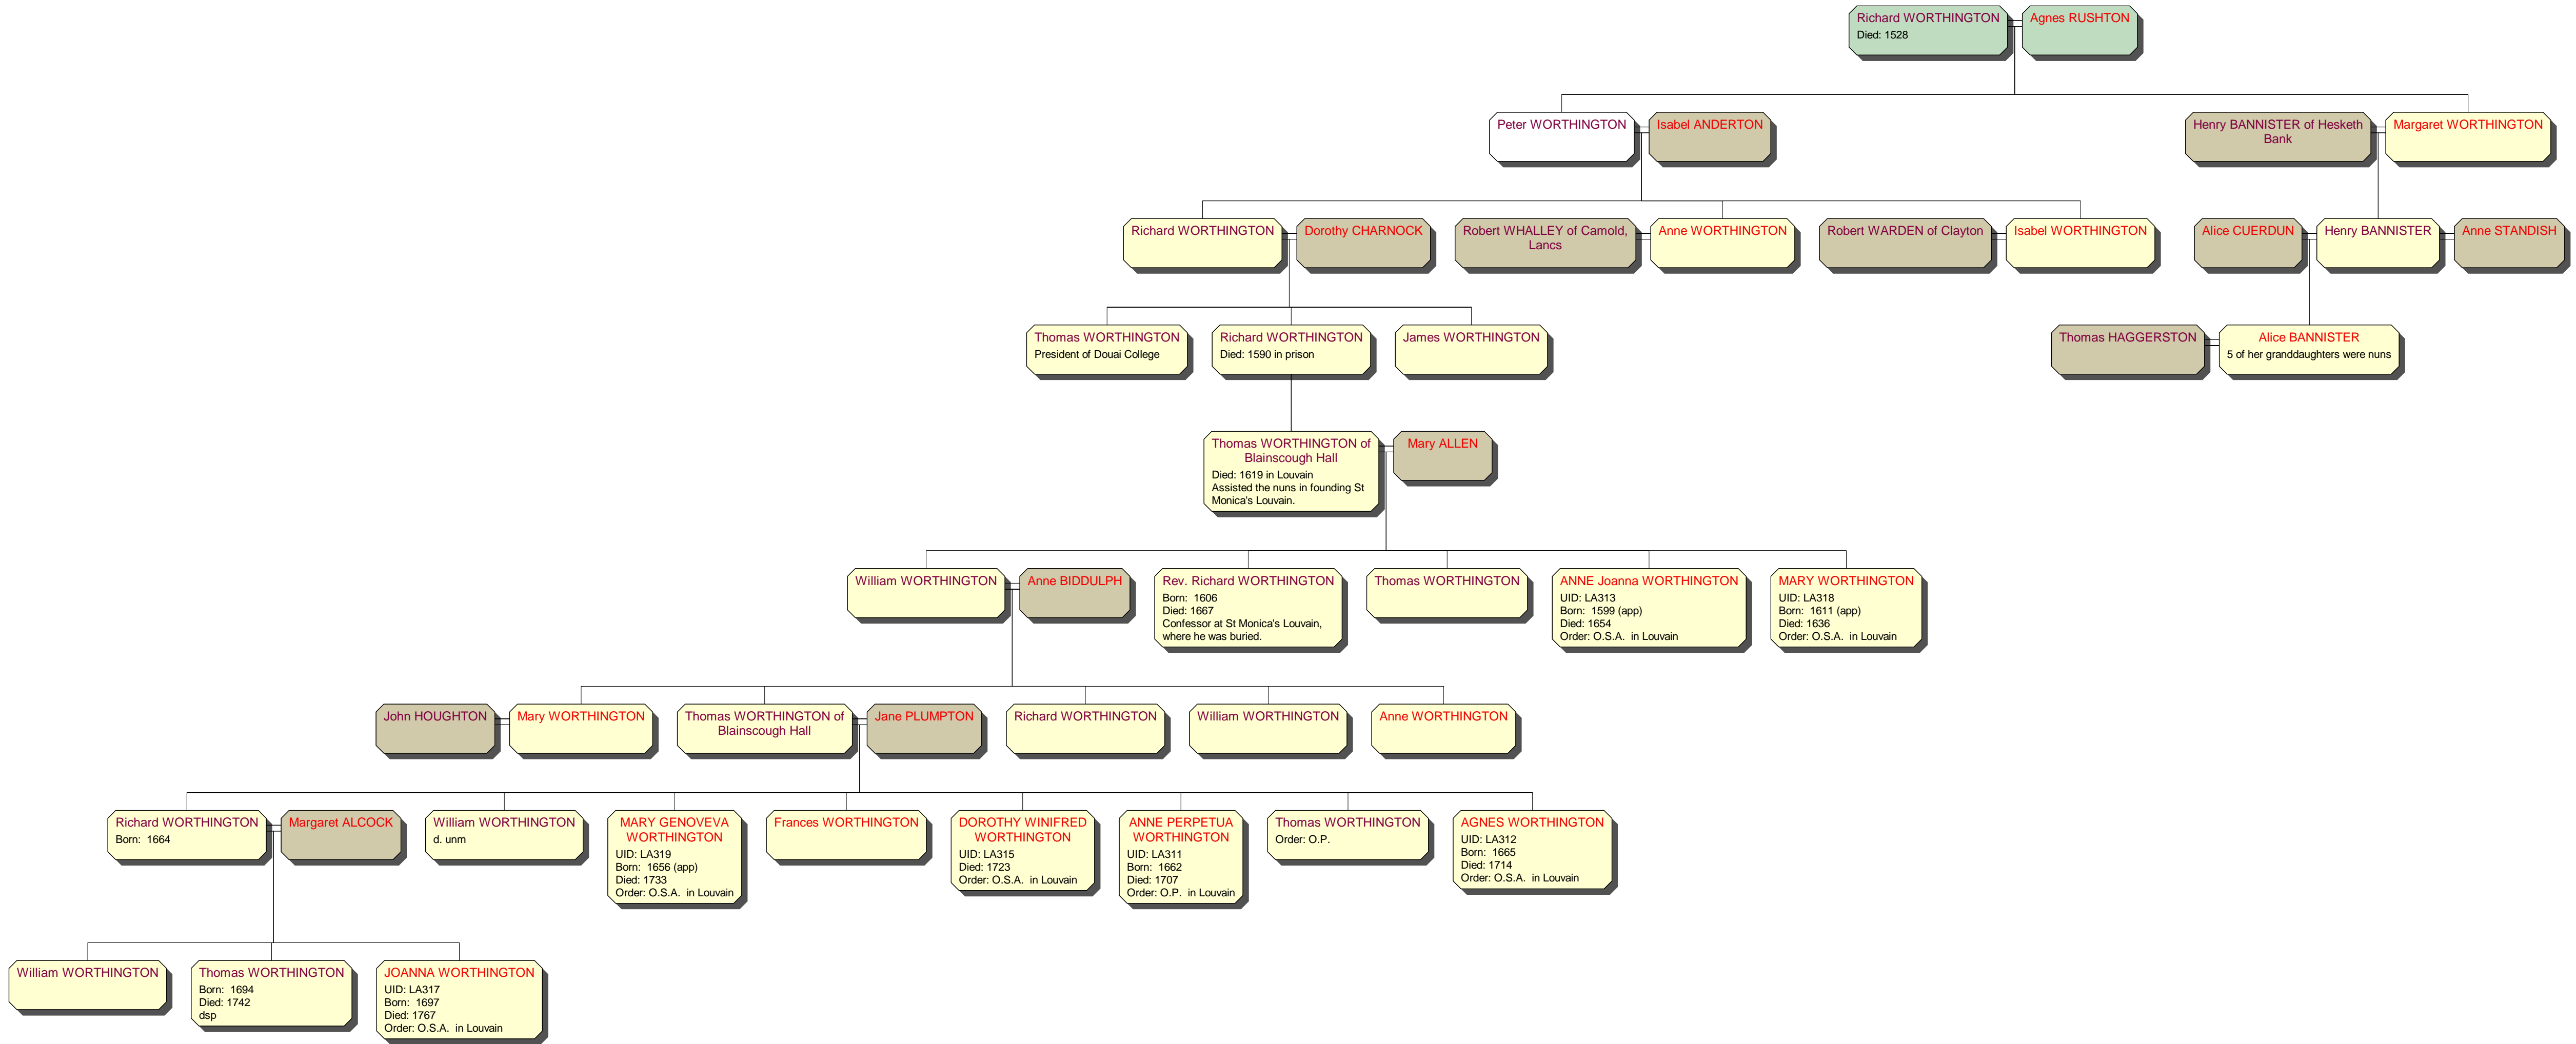 Richard WORTHINGTON
Died: 1528
Agnes RUSHTON
Peter WORTHINGTON
Isabel ANDERTON
Henry BANNISTER of Hesketh
Bank
Margaret WORTHINGTON
Richard WORTHINGTON
Dorothy CHARNOCK
Robert WHALLEY of Camold,
Lancs
Anne WORTHINGTON
Robert WARDEN of Clayton
Isabel WORTHINGTON
Alice CUERDUN
Henry BANNISTER
Anne STANDISH
Thomas WORTHINGTON
President of Douai College
Richard WORTHINGTON
Died: 1590 in prison
James WORTHINGTON
Thomas HAGGERSTON
Alice BANNISTER
5 of her granddaughters were nuns
Thomas WORTHINGTON of
Blainscough Hall
Died: 1619 in Louvain
Assisted the nuns in founding St
Monica's Louvain.
Mary ALLEN
William WORTHINGTON
Anne BIDDULPH
Rev. Richard WORTHINGTON
Born: 1606
Died: 1667
Confessor at St Monica's Louvain,
where he was buried.
Thomas WORTHINGTON
ANNE Joanna WORTHINGTON
UID: LA313
Born: 1599 (app)
Died: 1654
Order: O.S.A. in Louvain
MARY WORTHINGTON
UID: LA318
Born: 1611 (app)
Died: 1636
Order: O.S.A. in Louvain
John HOUGHTON
Mary WORTHINGTON
Thomas WORTHINGTON of
Blainscough Hall
Jane PLUMPTON
Richard WORTHINGTON
William WORTHINGTON
Anne WORTHINGTON
Richard WORTHINGTON
Born: 1664
Margaret ALCOCK
William WORTHINGTON
d. unm
MARY GENOVEVA
WORTHINGTON
UID: LA319
Born: 1656 (app)
Died: 1733
Order: O.S.A. in Louvain
Frances WORTHINGTON
DOROTHY WINIFRED
WORTHINGTON
UID: LA315
Died: 1723
Order: O.S.A. in Louvain
ANNE PERPETUA
WORTHINGTON
UID: LA311
Born: 1662
Died: 1707
Order: O.P. in Louvain
Thomas WORTHINGTON
Order: O.P.
AGNES WORTHINGTON
UID: LA312
Born: 1665
Died: 1714
Order: O.S.A. in Louvain
William WORTHINGTON
Thomas WORTHINGTON
Born: 1694
Died: 1742
dsp
JOANNA WORTHINGTON
UID: LA317
Born: 1697
Died: 1767
Order: O.S.A. in Louvain